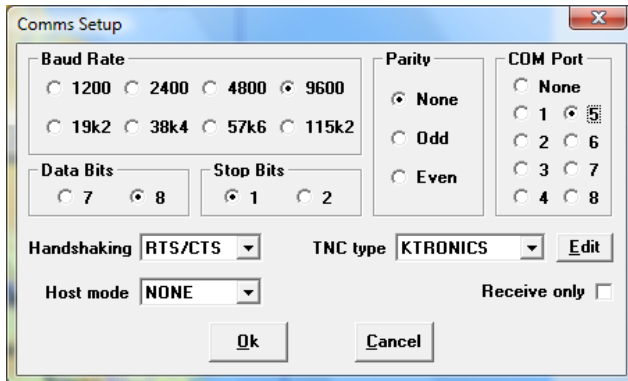 Comms Setup
Baud Rate
1200 2400 4800 9600
19k2 38k4 57k6 115k2
Parity
None
Odd
Even
COM Port
None
1 5
2 6
3 7
4 8
Data Bits
7 8
Stop Bits
1 2
Handshaking RTS/CTS
TNC type KTRONICS Edit
Host mode NONE
Receive only
Ok Cancel